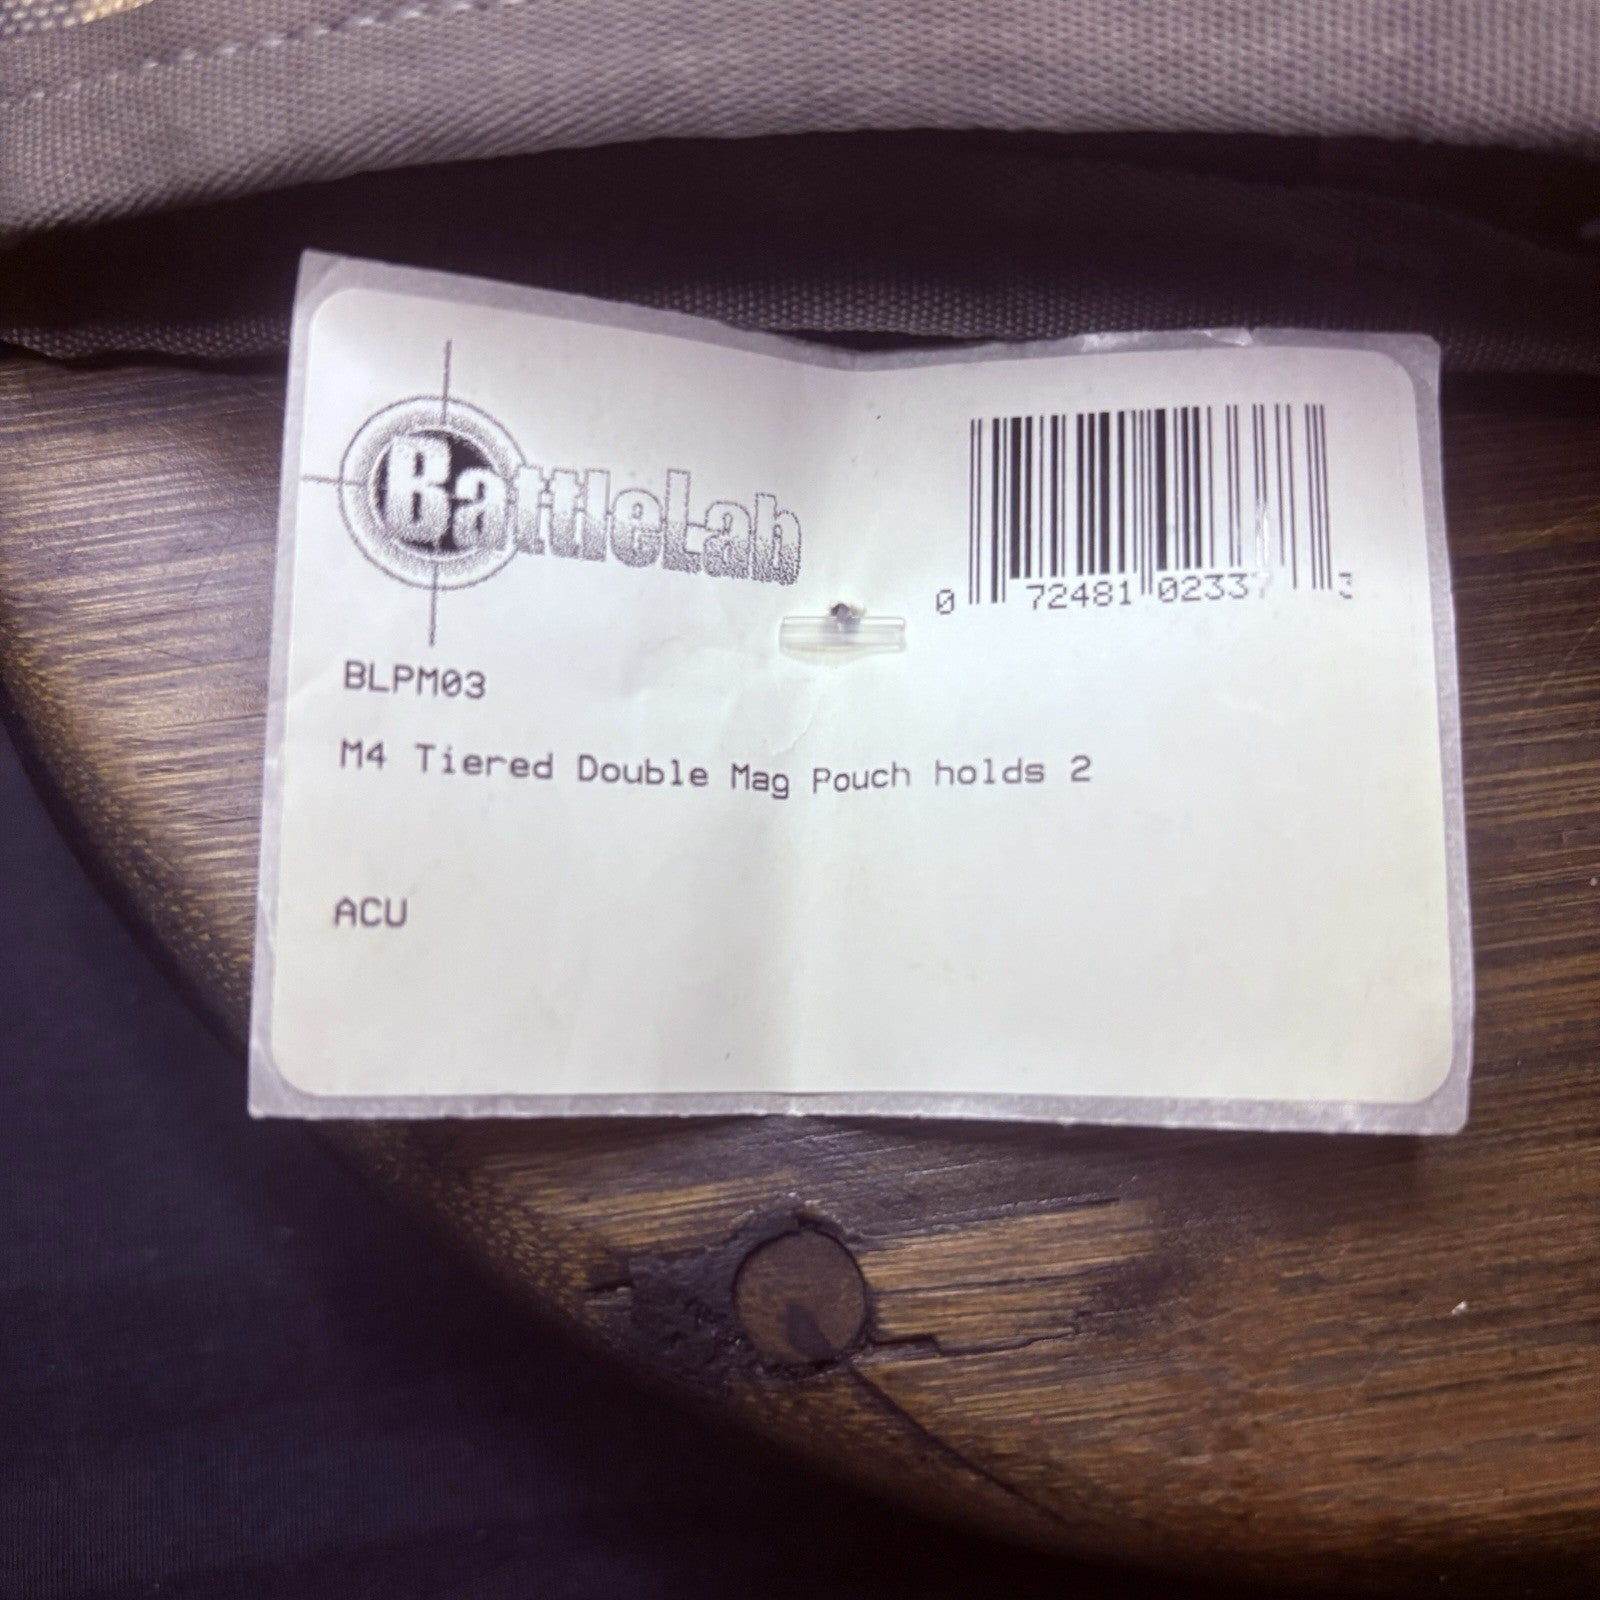 BattleLab
0 72481 02337 3
BLPM03
M4 Tiered Double Mag Pouch holds 2
ACU